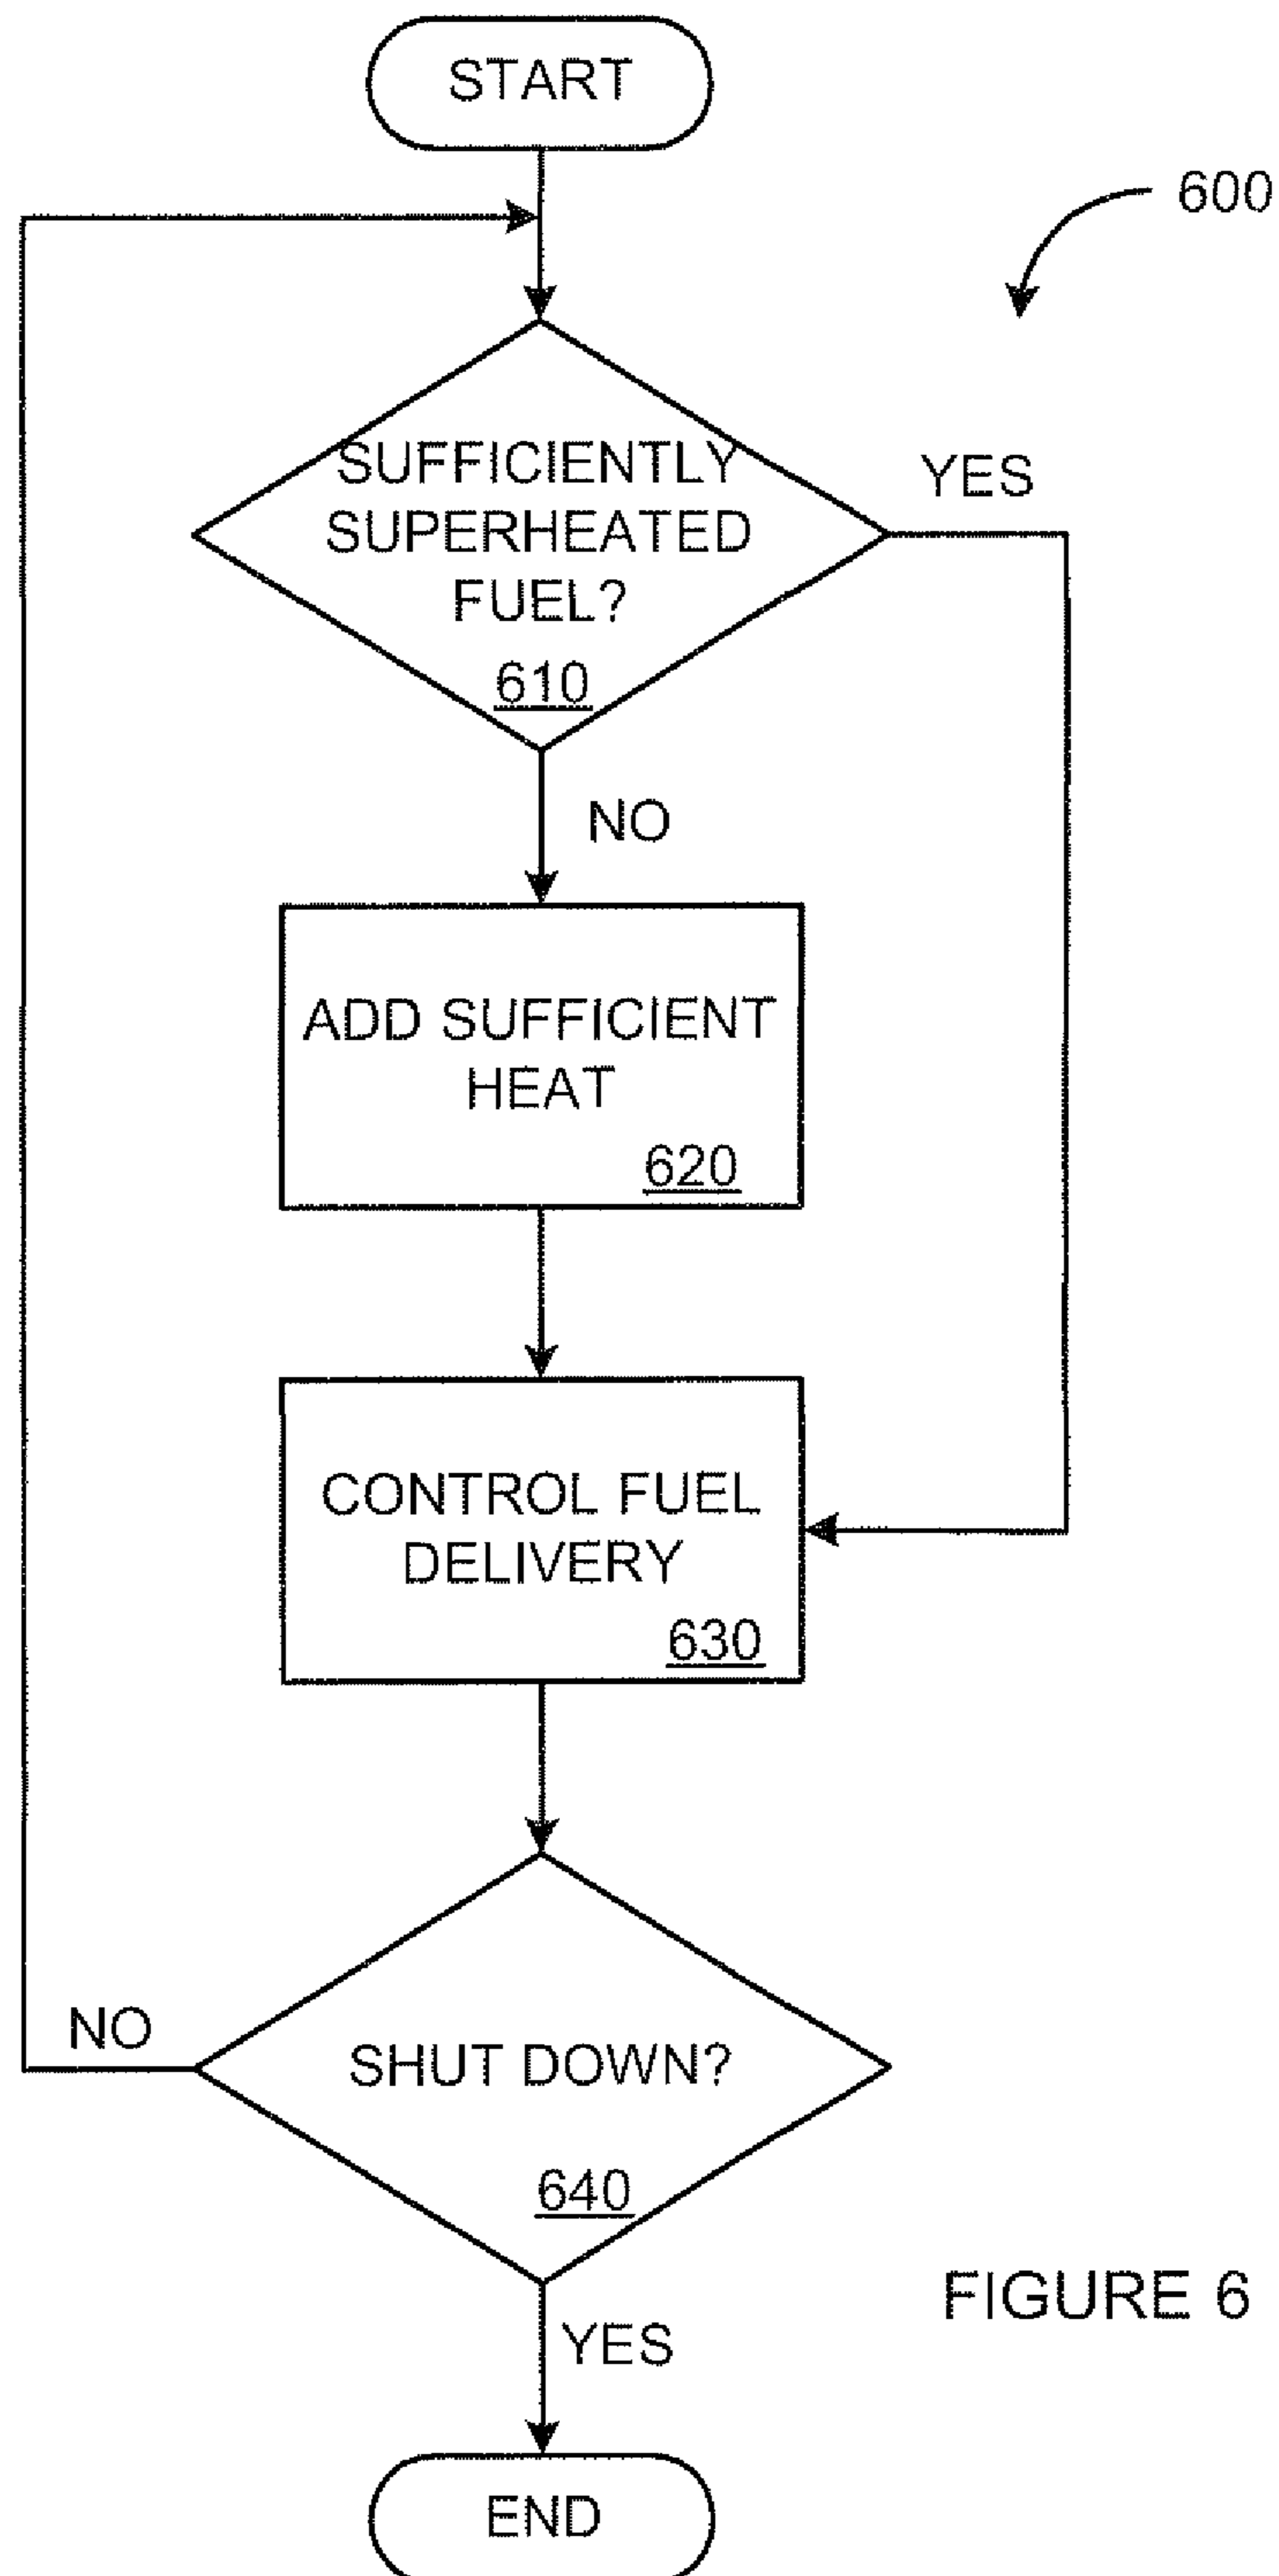 START
600
SUFFICIENTLY
SUPERHEATED
FUEL?
610
YES
NO
ADD SUFFICIENT
HEAT
620
CONTROL FUEL
DELIVERY
630
SHUT DOWN?
640
NO
YES
FIGURE 6
END